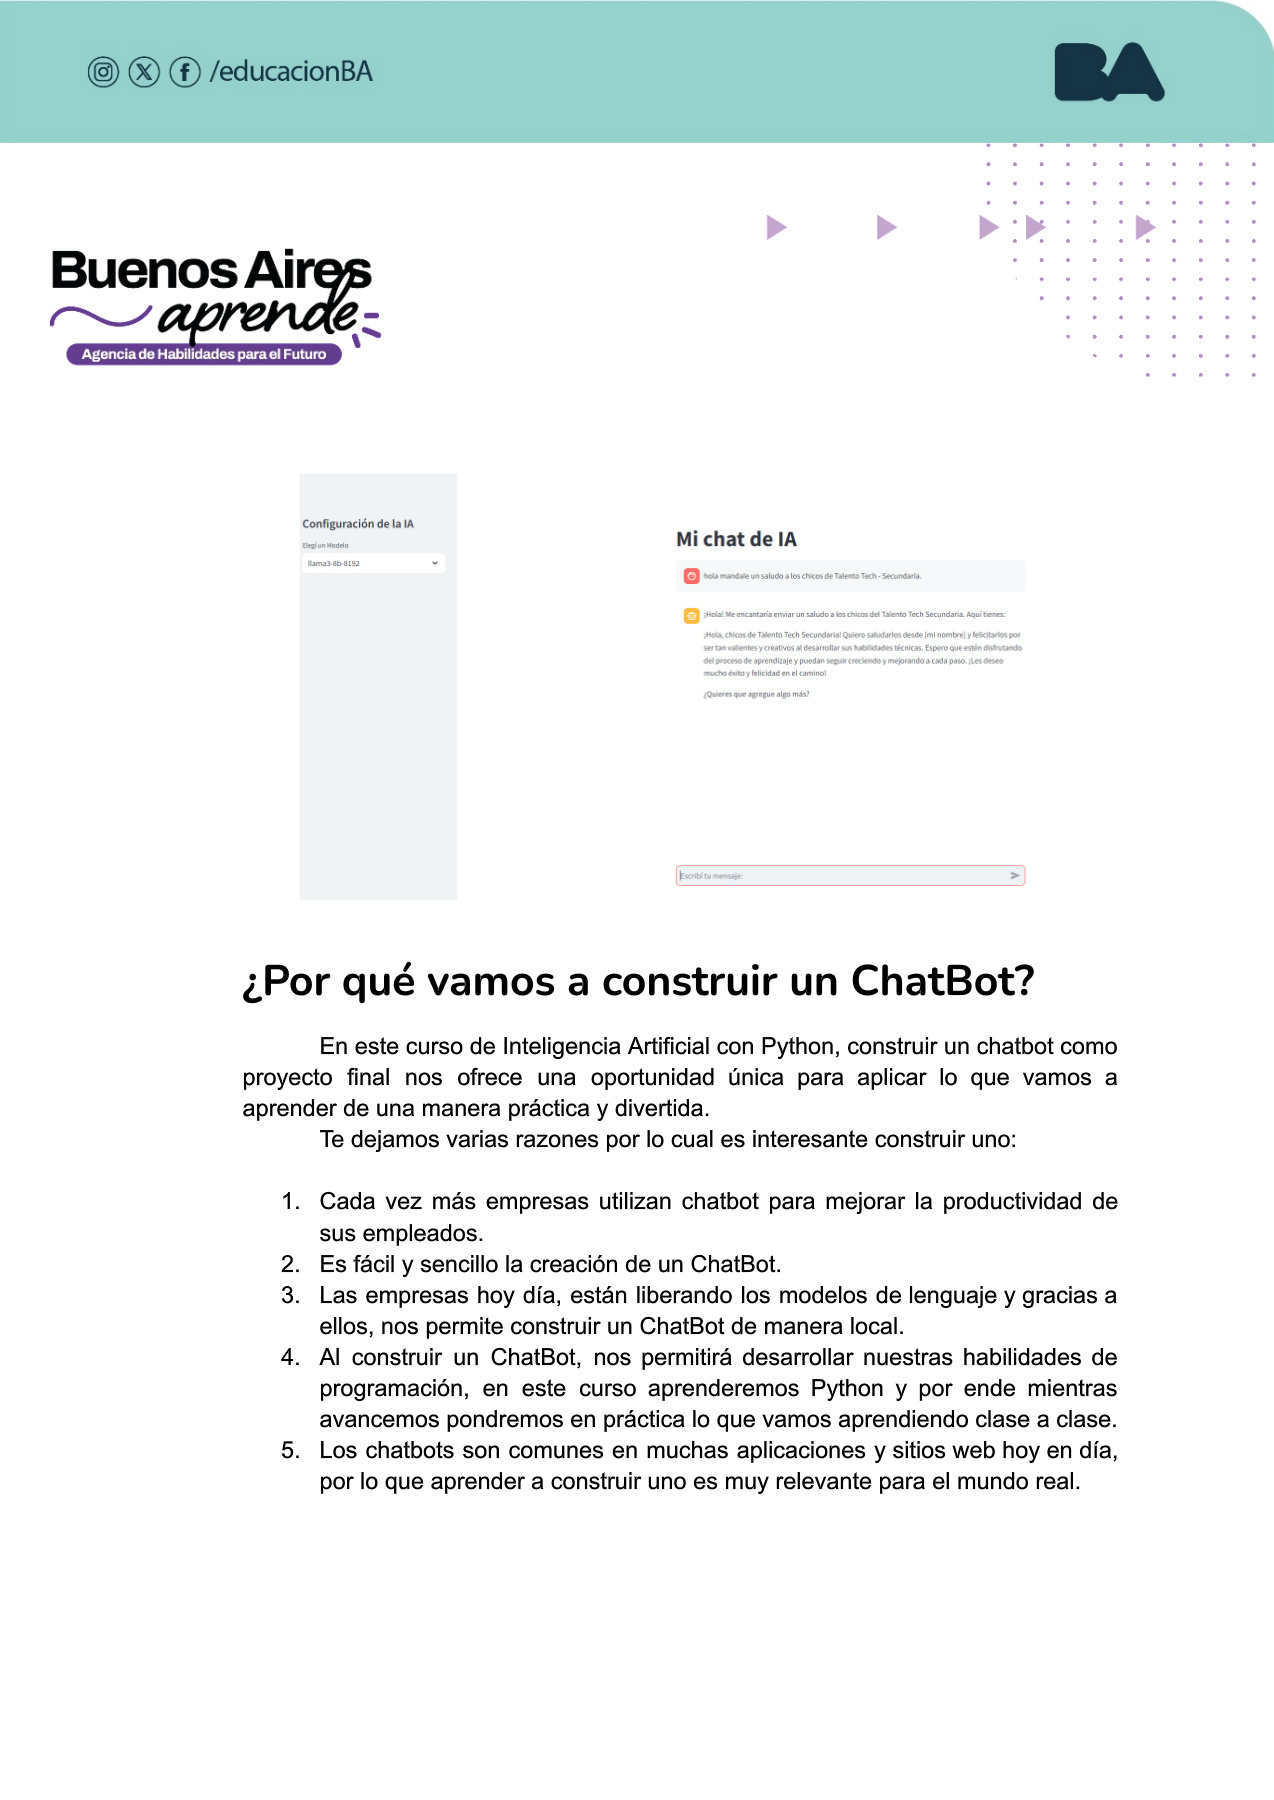 /educacionBA
BA
Buenos Aires
aprende
Agencia de Habilidades para el Futuro
Configuración de la IA
Elegí un Modelo
llama3-8b-8192
Mi chat de IA
hola mandale un saludo a los chicos de Talento Tech - Secundaria.
¡Hola! Me encantaría enviar un saludo a los chicos del Talento Tech Secundaria. Aquí tienes:
¡Hola, chicos de Talento Tech Secundaria! Quiero saludarlos desde [mi nombre] y felicitarlos por
ser tan valientes y creativos al desarrollar sus habilidades técnicas. Espero que estén disfrutando
del proceso de aprendizaje y puedan seguir creciendo y mejorando a cada paso. ¡Les deseo
mucho éxito y felicidad en el camino!
¿Quieres que agregue algo más?
Escribí tu mensaje:
¿Por qué vamos a construir un ChatBot?
En este curso de Inteligencia Artificial con Python, construir un chatbot como
proyecto final nos ofrece una oportunidad única para aplicar lo que vamos a
aprender de una manera práctica y divertida.
Te dejamos varias razones por lo cual es interesante construir uno:
1. Cada vez más empresas utilizan chatbot para mejorar la productividad de
sus empleados.
2. Es fácil y sencillo la creación de un ChatBot.
3. Las empresas hoy día, están liberando los modelos de lenguaje y gracias a
ellos, nos permite construir un ChatBot de manera local.
4. Al construir un ChatBot, nos permitirá desarrollar nuestras habilidades de
programación, en este curso aprenderemos Python y por ende mientras
avancemos pondremos en práctica lo que vamos aprendiendo clase a clase.
5. Los chatbots son comunes en muchas aplicaciones y sitios web hoy en día,
por lo que aprender a construir uno es muy relevante para el mundo real.